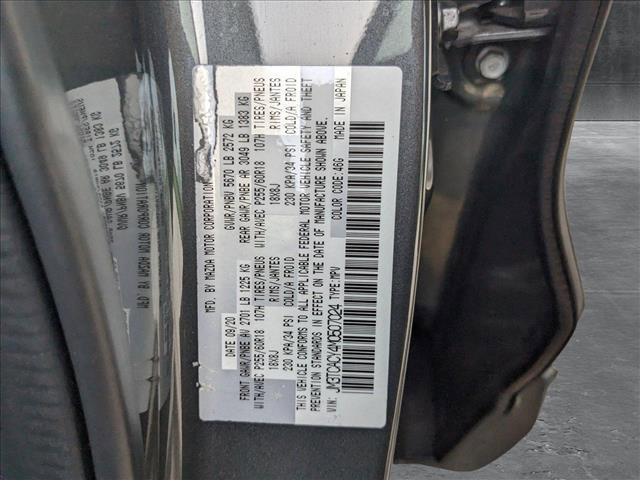 MFD. BY MAZDA MOTOR CORPORATION
DATE 09/20 GVWR/PNBV 5670 LB 2572 KG
FRONT GAWR/PNBE AV 2701 LB 1225 KG REAR GAWR/PNBE AR 3049 LB 1383 KG
WITH/AVEC P255/60R18 107H TIRES/PNEUS WITH/AVEC P255/60R18 107H TIRES/PNEUS
18X8J RIMS/JANTES 18X8J RIMS/JANTES
230 KPA/34 PSI COLD/A FROID 230 KPA/34 PSI COLD/A FROID
THIS VEHICLE CONFORMS TO ALL APPLICABLE FEDERAL MOTOR VEHICLE SAFETY AND THEFT
PREVENTION STANDARDS IN EFFECT ON THE DATE OF MANUFACTURE SHOWN ABOVE.
VIN: JM3TCACY4M0507024 TYPE:MPV COLOR CODE:46G MADE IN JAPAN